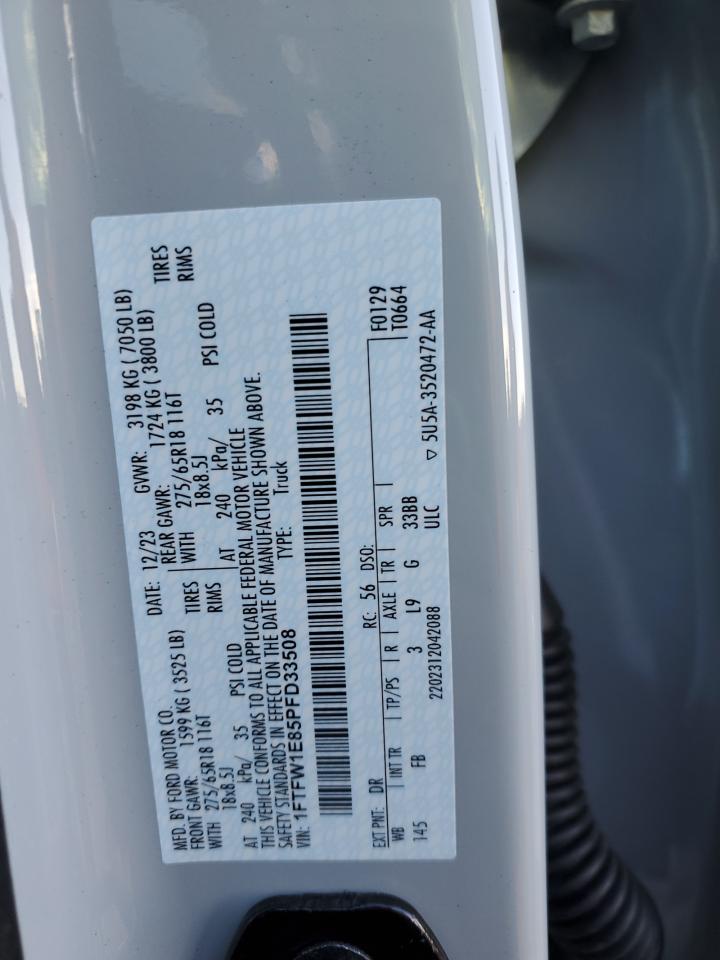 MFD. BY FORD MOTOR CO.
DATE: 12/23 GVWR: 3198 KG ( 7050 LB)
FRONT GAWR: 1599 KG ( 3525 LB) REAR GAWR: 1724 KG ( 3800 LB)
WITH 275/65R18 116T TIRES WITH 275/65R18 116T TIRES
18x8.5J RIMS 18x8.5J RIMS
AT 240 kPa/ 35 PSI COLD AT 240 kPa/ 35 PSI COLD
THIS VEHICLE CONFORMS TO ALL APPLICABLE FEDERAL MOTOR VEHICLE
SAFETY STANDARDS IN EFFECT ON THE DATE OF MANUFACTURE SHOWN ABOVE.
VIN: 1FTFW1E85PFD33508 TYPE: Truck
EXT PNT: DR RC: 56 DSO: F0129
WB INT TR TP/PS R AXLE TR SPR T0664
145 FB 3 L9 G 33BB
2202312042088 ULC ▽ 5U5A-3520472-AA